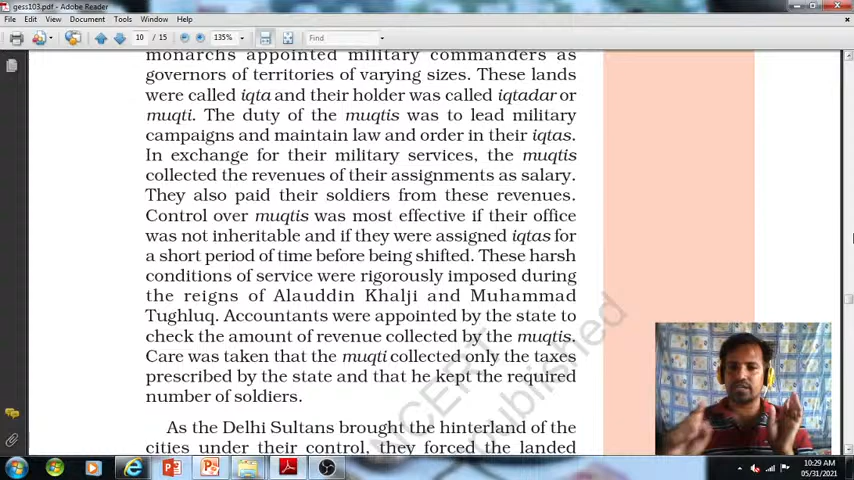 gess103.pdf - Adobe Reader
File Edit View Document Tools Window Help
10 / 15 135% Find
monarchs appointed military commanders as
governors of territories of varying sizes. These lands
were called iqta and their holder was called iqtadar or
muqti. The duty of the muqtis was to lead military
campaigns and maintain law and order in their iqtas.
In exchange for their military services, the muqtis
collected the revenues of their assignments as salary.
They also paid their soldiers from these revenues.
Control over muqtis was most effective if their office
was not inheritable and if they were assigned iqtas for
a short period of time before being shifted. These harsh
conditions of service were rigorously imposed during
the reigns of Alauddin Khalji and Muhammad
Tughluq. Accountants were appointed by the state to
check the amount of revenue collected by the muqtis.
Care was taken that the muqti collected only the taxes
prescribed by the state and that he kept the required
number of soldiers.
As the Delhi Sultans brought the hinterland of the
cities under their control, they forced the landed
NCERT
published
10:29 AM
05/31/2021